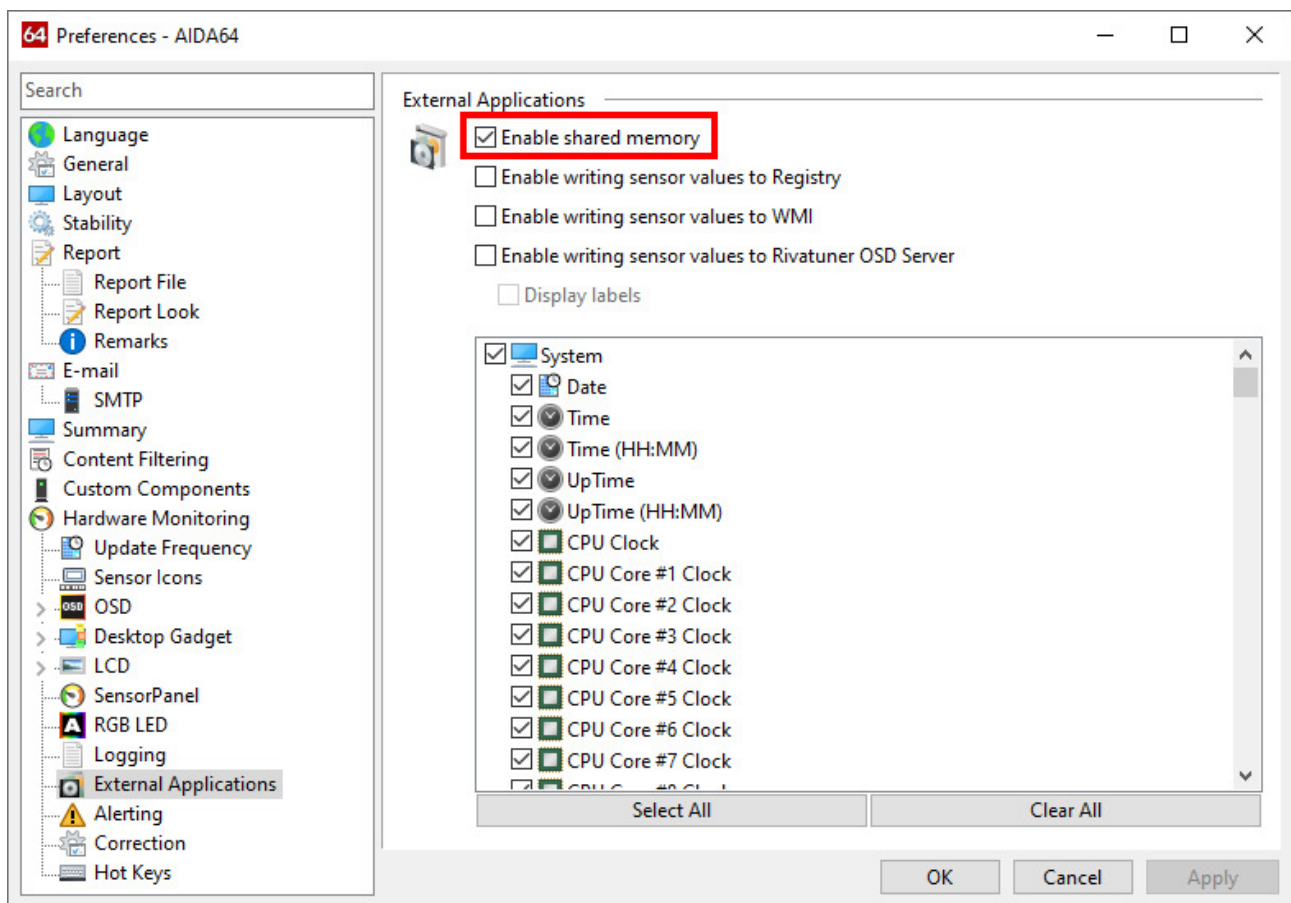 64 Preferences - AIDA64
Search
Language
General
Layout
Stability
Report
Report File
Report Look
Remarks
E-mail
SMTP
Summary
Content Filtering
Custom Components
Hardware Monitoring
Update Frequency
Sensor Icons
OSD OSD
Desktop Gadget
LCD
SensorPanel
A RGB LED
Logging
External Applications
Alerting
Correction
Hot Keys
External Applications
Enable shared memory
Enable writing sensor values to Registry
Enable writing sensor values to WMI
Enable writing sensor values to Rivatuner OSD Server
Display labels
System
Date
Time
Time (HH:MM)
UpTime
UpTime (HH:MM)
CPU Clock
CPU Core #1 Clock
CPU Core #2 Clock
CPU Core #3 Clock
CPU Core #4 Clock
CPU Core #5 Clock
CPU Core #6 Clock
CPU Core #7 Clock
Select All
Clear All
OK
Cancel
Apply